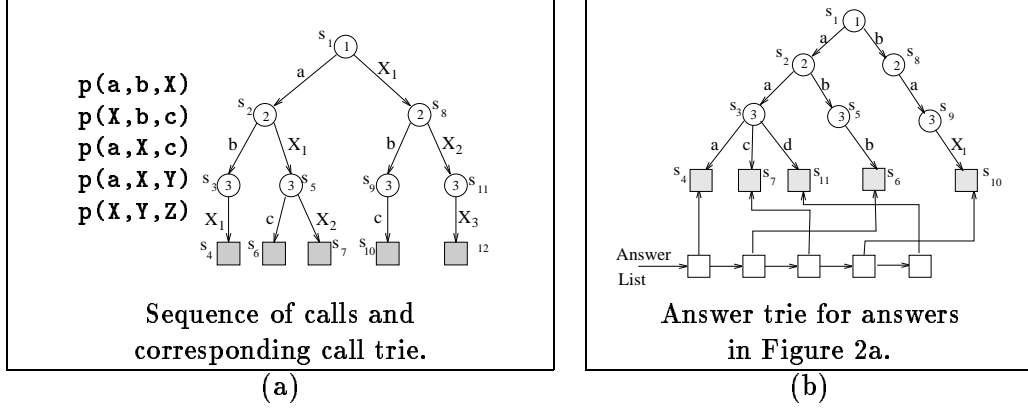 p(a,b,X)
p(X,b,c)
p(a,X,c)
p(a,X,Y)
p(X,Y,Z)
s1 1
a X1
s2 2 2 s8
b X1 b X2
s3 3 3 s5 s9 3 3 s11
X1 c X2 c X3
s4 s6 s7 s10 12
Sequence of calls and
corresponding call trie.
(a)
s1 1
a b
s2 2 2 s8
a b a
s3 3 3 s5 3 s9
a c d b X1
s4 s7 s11 s6 s10
Answer
List
Answer trie for answers
in Figure 2a.
(b)